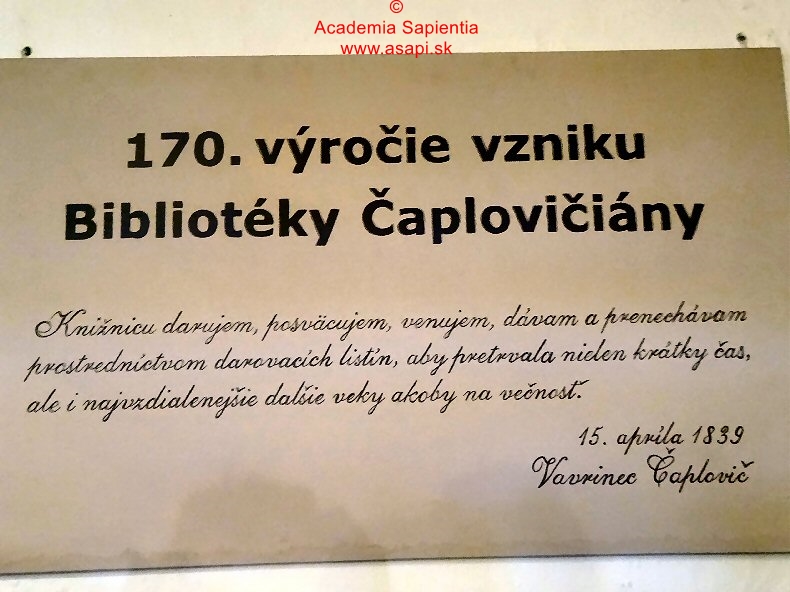 ©
Academia Sapientia
www.asapi.sk
170. výročie vzniku
Bibliotéky Čaplovičiány
Knižnicu darujem, posväcujem, venujem, dávam a prenechávam
prostredníctvom darovacích listín, aby pretrvala nielen krátky čas,
ale i najvzdialenejšie dalšie veky akoby na večnosť.
15. apríla 1839
Vavrinec Čaplovič